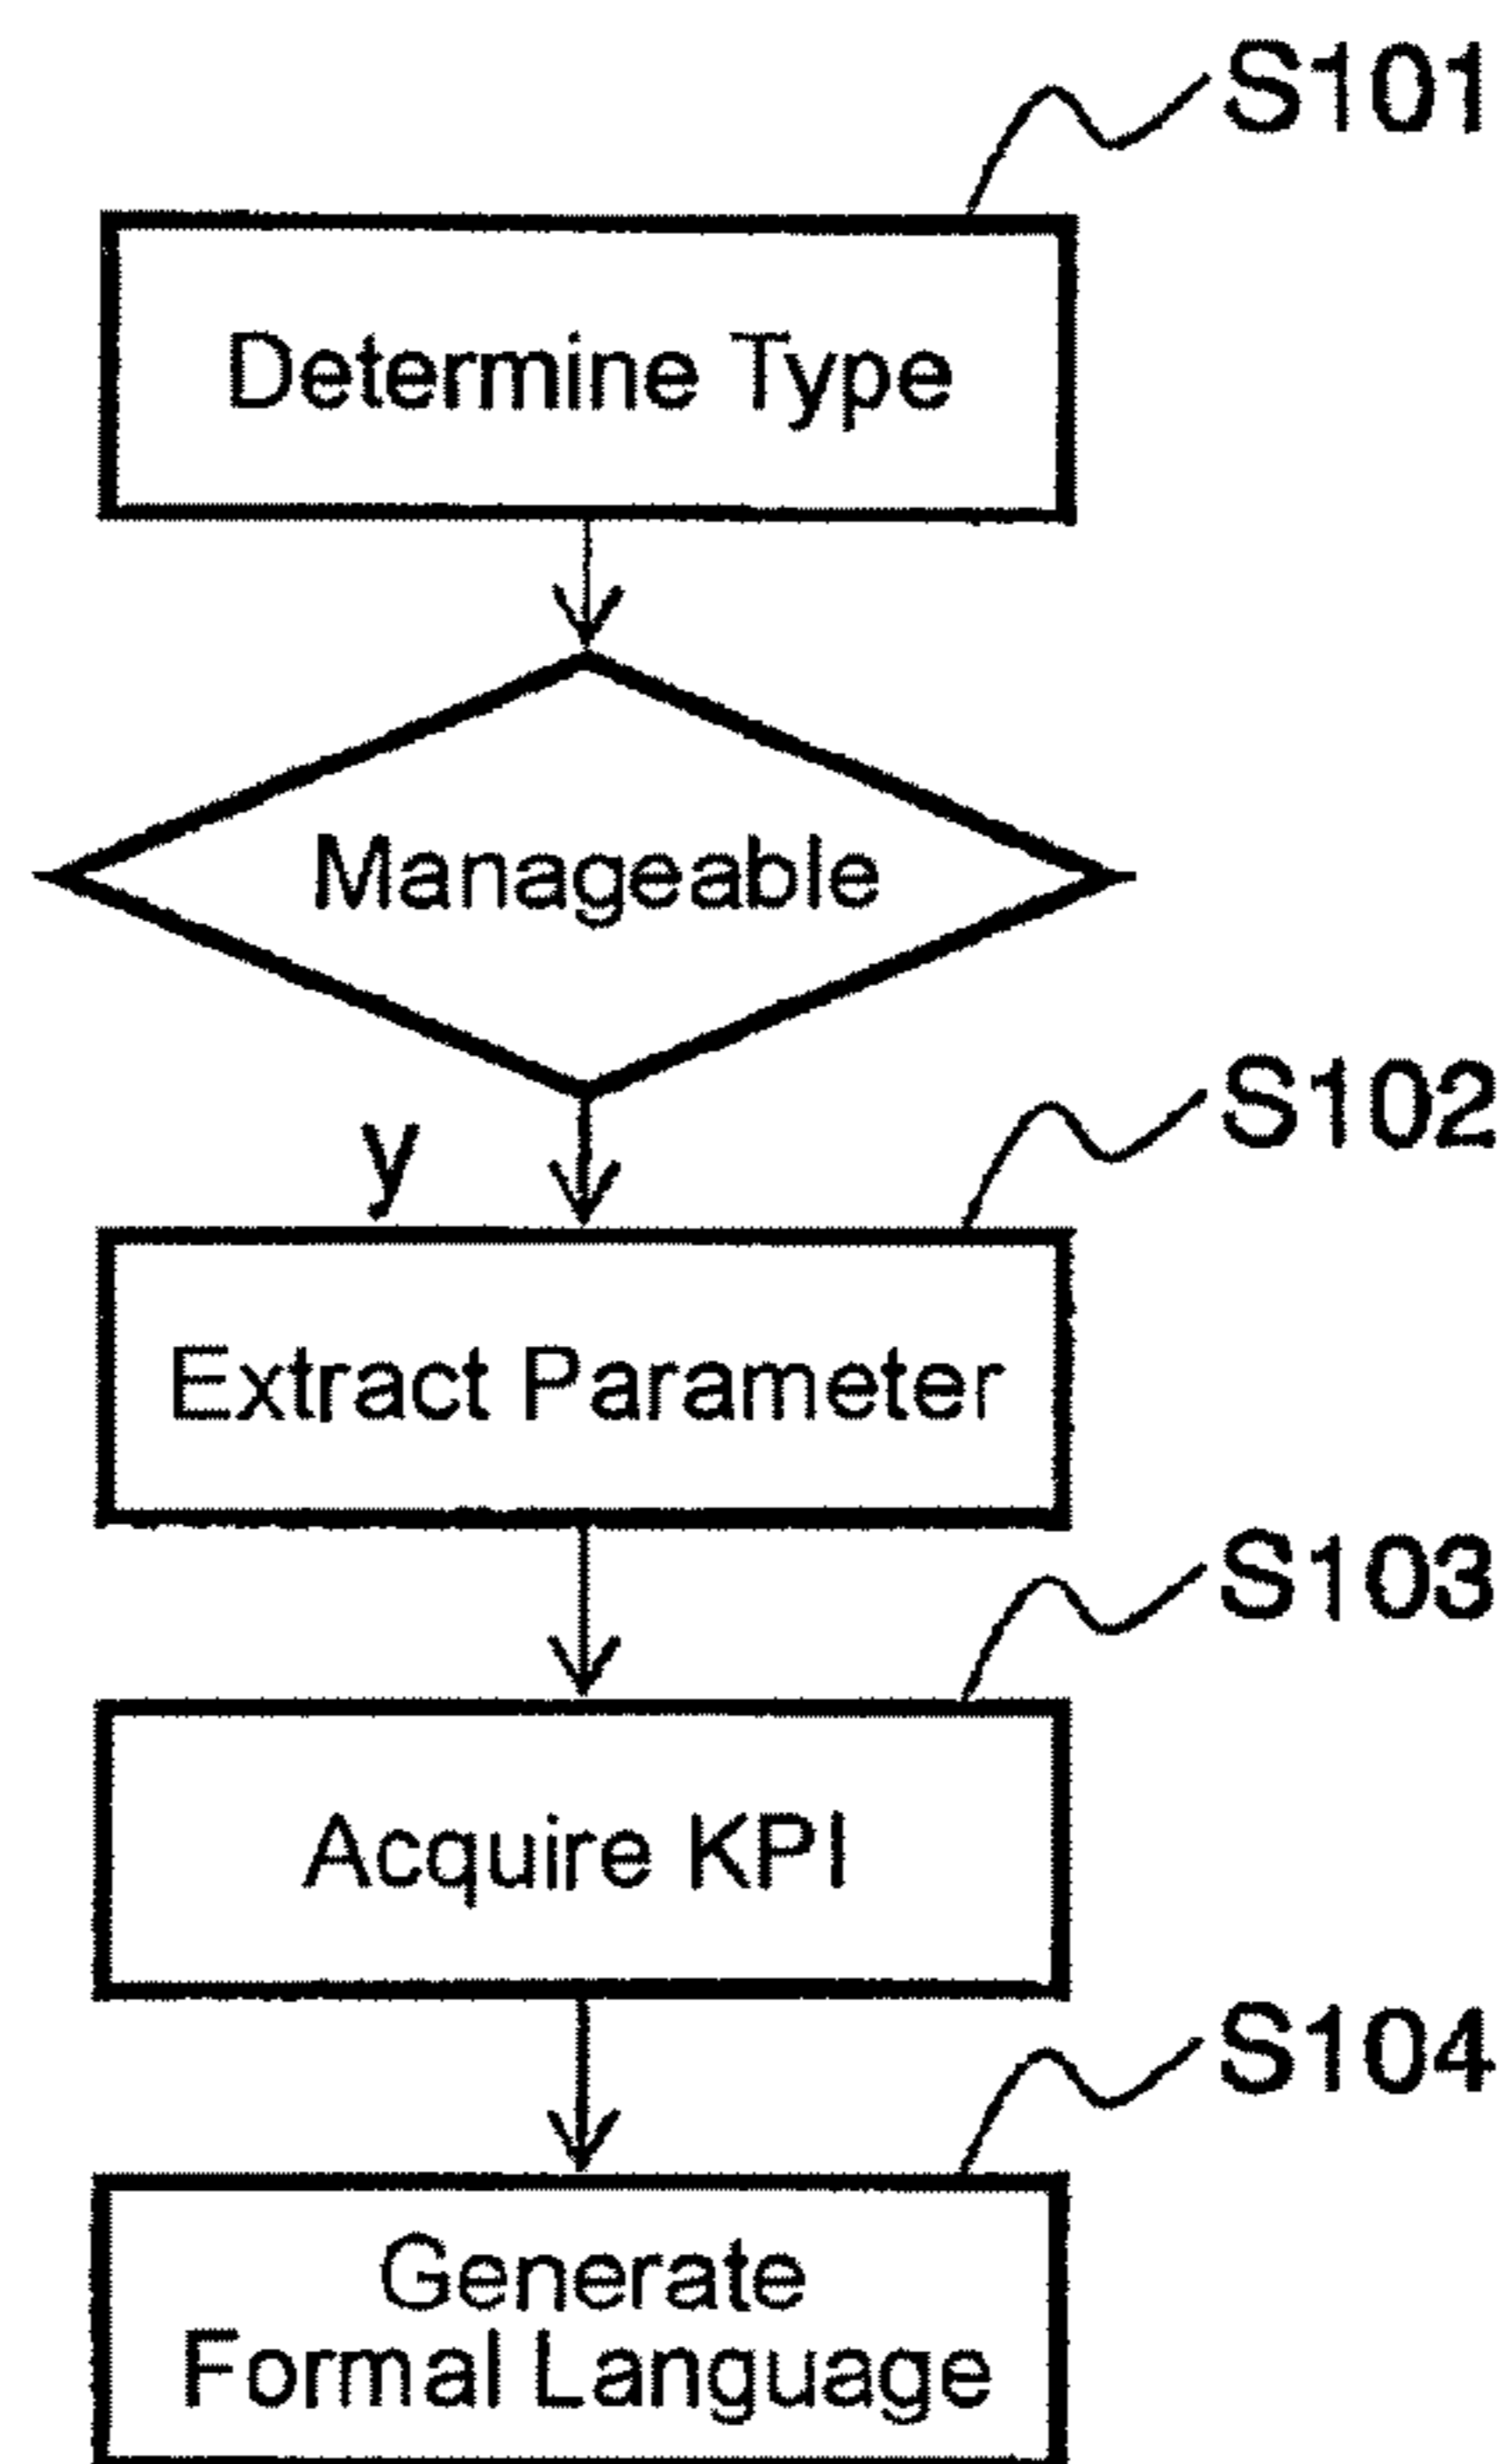 S101
Determine Type
Manageable
y
S102
Extract Parameter
S103
Acquire KPI
S104
Generate
Formal Language